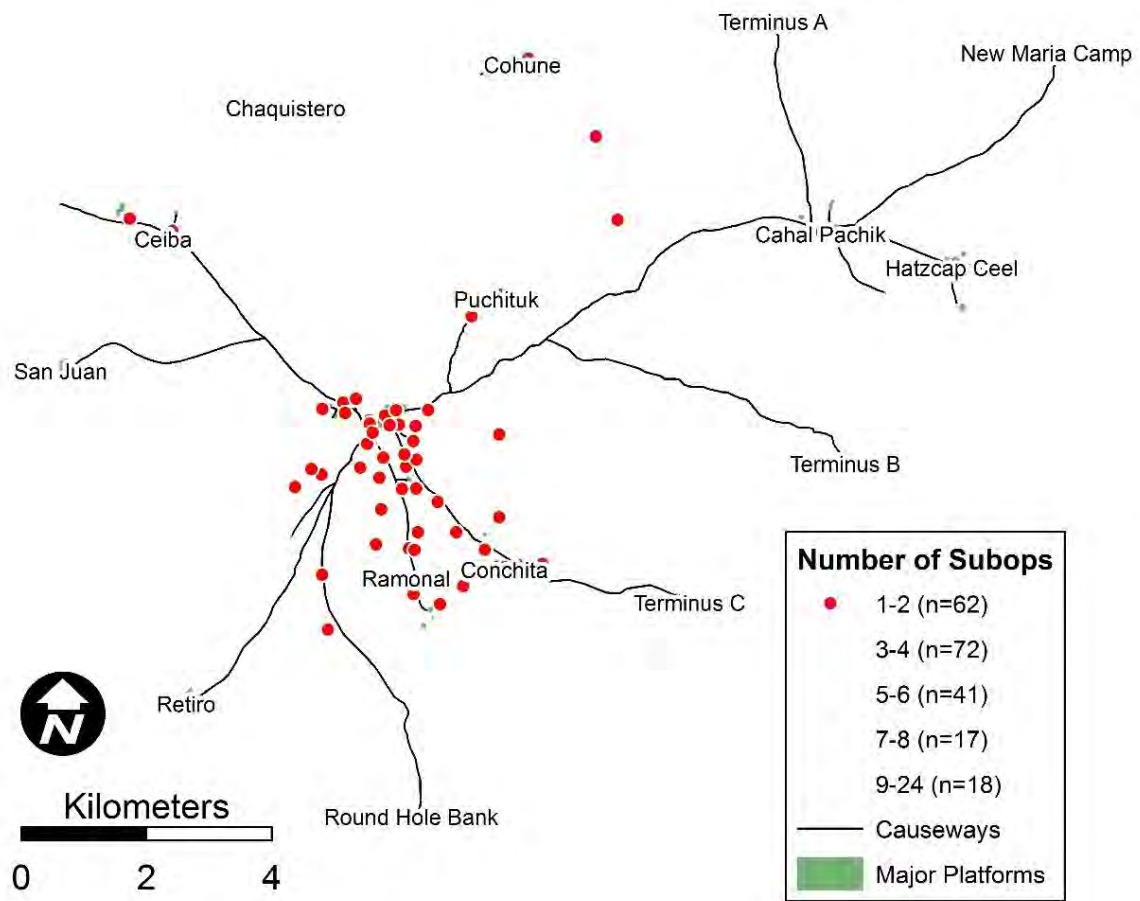 Terminus A
New Maria Camp
Cohune
Chaquistero
Ceiba
Cahal Pachik
Hatzcap Ceel
Puchituk
San Juan
Terminus B
Ramonal
Conchita
Terminus C
Retiro
Round Hole Bank
N
Kilometers
0 2 4
Number of Subops
1-2 (n=62)
3-4 (n=72)
5-6 (n=41)
7-8 (n=17)
9-24 (n=18)
Causeways
Major Platforms